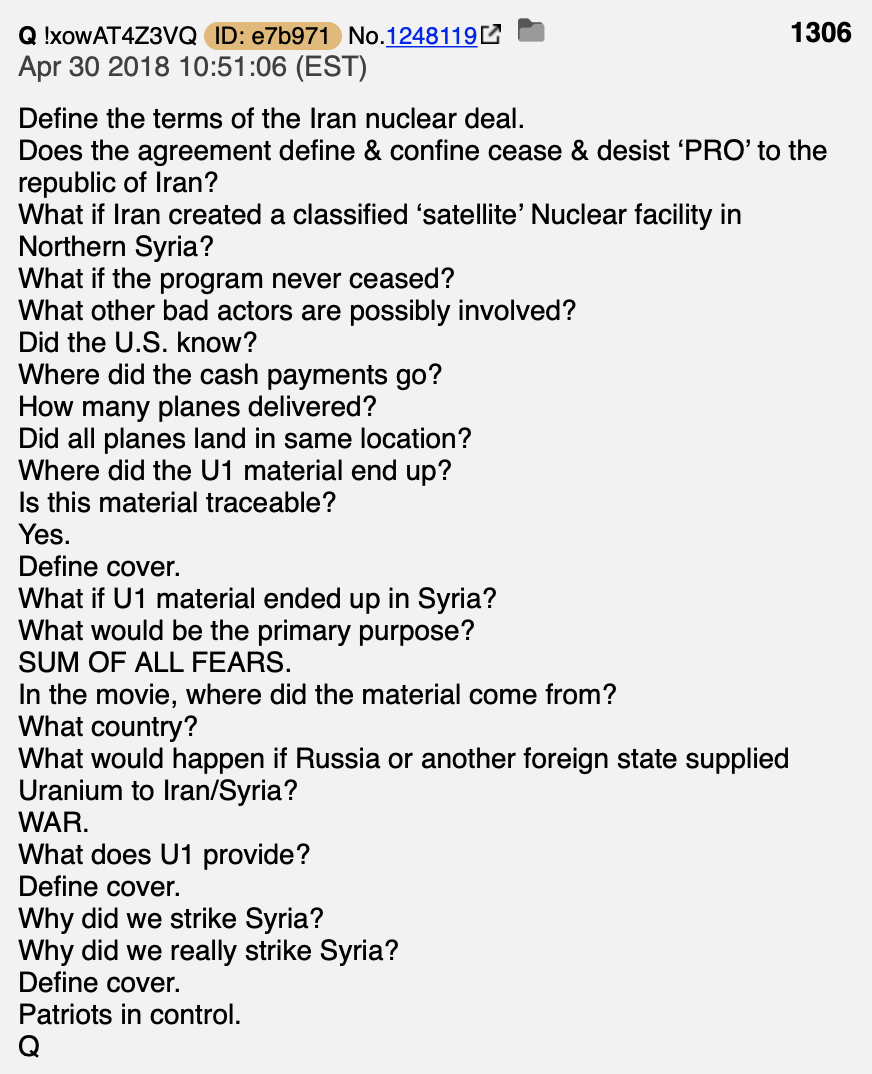 Q !xowAT4Z3VQ ID: e7b971 No.1248119 1306
Apr 30 2018 10:51:06 (EST)
Define the terms of the Iran nuclear deal.
Does the agreement define & confine cease & desist ‘PRO’ to the
republic of Iran?
What if Iran created a classified ‘satellite’ Nuclear facility in
Northern Syria?
What if the program never ceased?
What other bad actors are possibly involved?
Did the U.S. know?
Where did the cash payments go?
How many planes delivered?
Did all planes land in same location?
Where did the U1 material end up?
Is this material traceable?
Yes.
Define cover.
What if U1 material ended up in Syria?
What would be the primary purpose?
SUM OF ALL FEARS.
In the movie, where did the material come from?
What country?
What would happen if Russia or another foreign state supplied
Uranium to Iran/Syria?
WAR.
What does U1 provide?
Define cover.
Why did we strike Syria?
Why did we really strike Syria?
Define cover.
Patriots in control.
Q